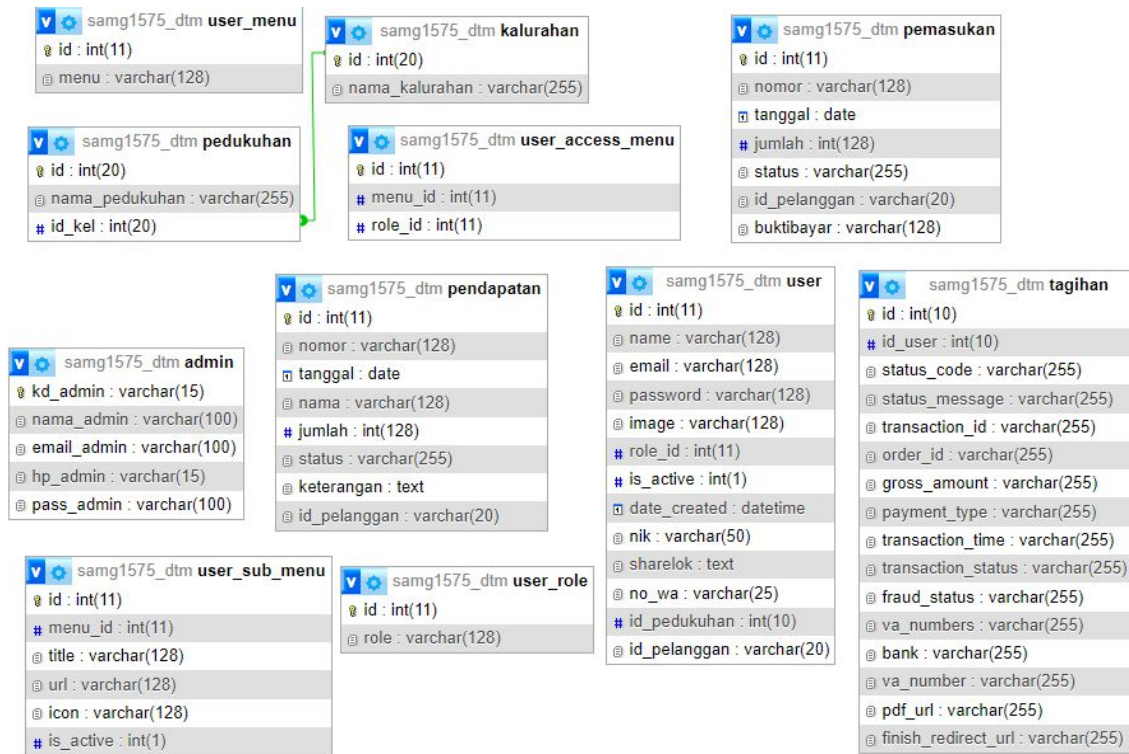 samg1575_dtm user_menu
id : int(11)
menu : varchar(128)
samg1575_dtm kalurahan
id : int(20)
nama_kalurahan : varchar(255)
samg1575_dtm pemasukan
id : int(11)
nomor : varchar(128)
tanggal : date
jumlah : int(128)
status : varchar(255)
id_pelanggan : varchar(20)
buktibayar : varchar(128)
samg1575_dtm pedukuhan
id : int(20)
nama_pedukuhan : varchar(255)
id_kel : int(20)
samg1575_dtm user_access_menu
id : int(11)
menu_id : int(11)
role_id : int(11)
samg1575_dtm pendapatan
id : int(11)
nomor : varchar(128)
tanggal : date
nama : varchar(128)
jumlah : int(128)
status : varchar(255)
keterangan : text
id_pelanggan : varchar(20)
samg1575_dtm user
id : int(11)
name : varchar(128)
email : varchar(128)
password : varchar(128)
image : varchar(128)
role_id : int(11)
is_active : int(1)
date_created : datetime
nik : varchar(50)
sharelok : text
no_wa : varchar(25)
id_pedukuhan : int(10)
id_pelanggan : varchar(20)
samg1575_dtm tagihan
id : int(10)
id_user : int(10)
status_code : varchar(255)
status_message : varchar(255)
transaction_id : varchar(255)
order_id : varchar(255)
gross_amount : varchar(255)
payment_type : varchar(255)
transaction_time : varchar(255)
transaction_status : varchar(255)
fraud_status : varchar(255)
va_numbers : varchar(255)
bank : varchar(255)
va_number : varchar(255)
pdf_url : varchar(255)
finish_redirect_url : varchar(255)
samg1575_dtm admin
kd_admin : varchar(15)
nama_admin : varchar(100)
email_admin : varchar(100)
hp_admin : varchar(15)
pass_admin : varchar(100)
samg1575_dtm user_sub_menu
id : int(11)
menu_id : int(11)
title : varchar(128)
url : varchar(128)
icon : varchar(128)
is_active : int(1)
samg1575_dtm user_role
id : int(11)
role : varchar(128)